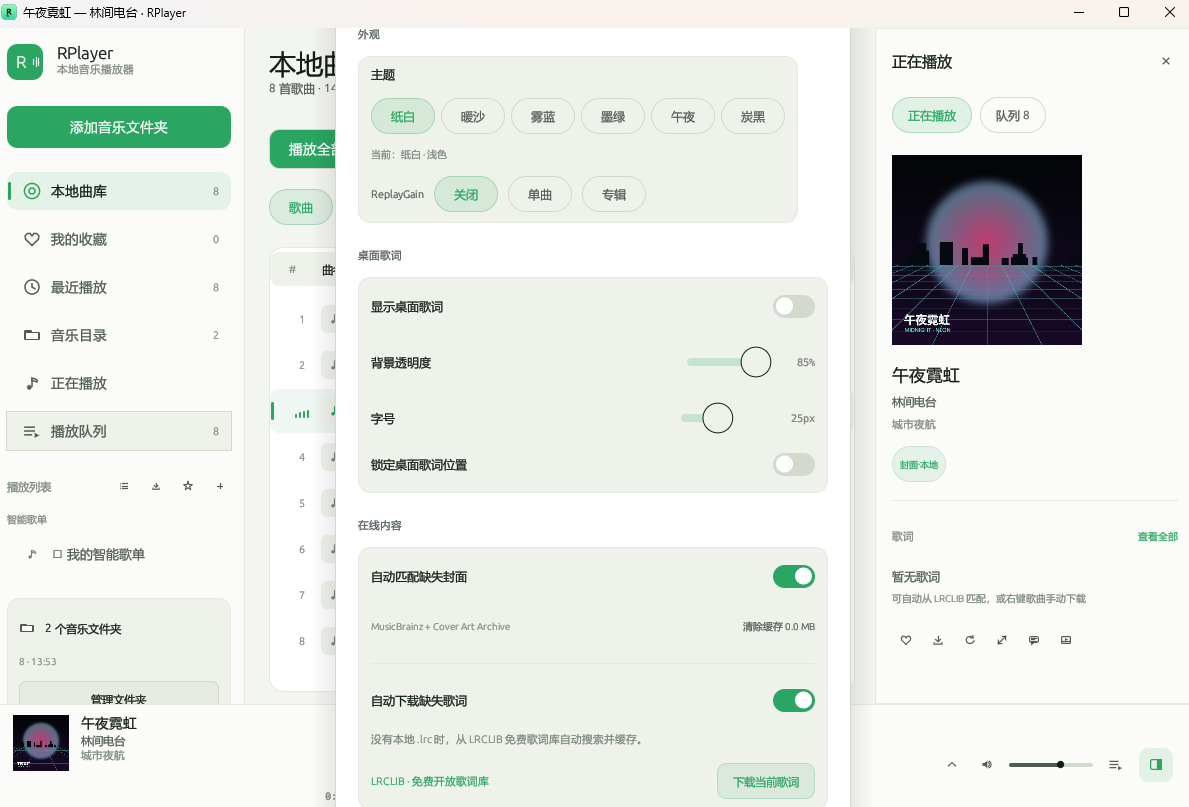 R 午夜霓虹 — 林间电台 · RPlayer
R
RPlayer
本地音乐播放器
添加音乐文件夹
本地曲库 8
我的收藏 0
最近播放 8
音乐目录 2
正在播放
播放队列 8
播放列表
智能歌单
我的智能歌单
2 个音乐文件夹
8 · 13:53
管理文件夹
本地
8 首歌曲 · 14
播放全部
歌曲
#
1
2
4
5
6
7
8
外观
主题
纸白 暖沙 雾蓝 墨绿 午夜 炭黑
当前：纸白 · 浅色
ReplayGain 关闭 单曲 专辑
桌面歌词
显示桌面歌词
背景透明度 85%
字号 25px
锁定桌面歌词位置
在线内容
自动匹配缺失封面
MusicBrainz + Cover Art Archive 清除缓存 0.0 MB
自动下载缺失歌词
没有本地 .lrc 时，从 LRCLIB 免费歌词库自动搜索并缓存。
LRCLIB · 免费开放歌词库 下载当前歌词
正在播放
正在播放 队列 8
午夜霓虹
MIDNIGHT · NEON
午夜霓虹
林间电台
城市夜航
封面·本地
歌词 查看全部
暂无歌词
可自动从 LRCLIB 匹配，或右键歌曲手动下载
午夜霓虹
林间电台
城市夜航